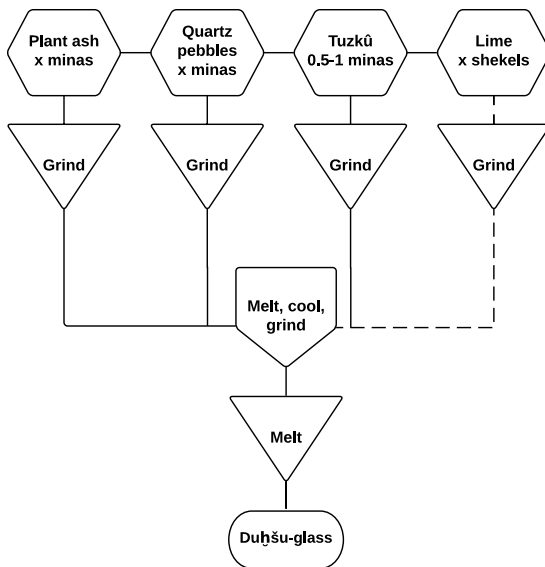 Plant ash
x minas
Quartz
pebbles
x minas
Tuzkû
0.5-1 minas
Lime
x shekels
Grind
Grind
Grind
Grind
Melt, cool,
grind
Melt
Duḫšu-glass